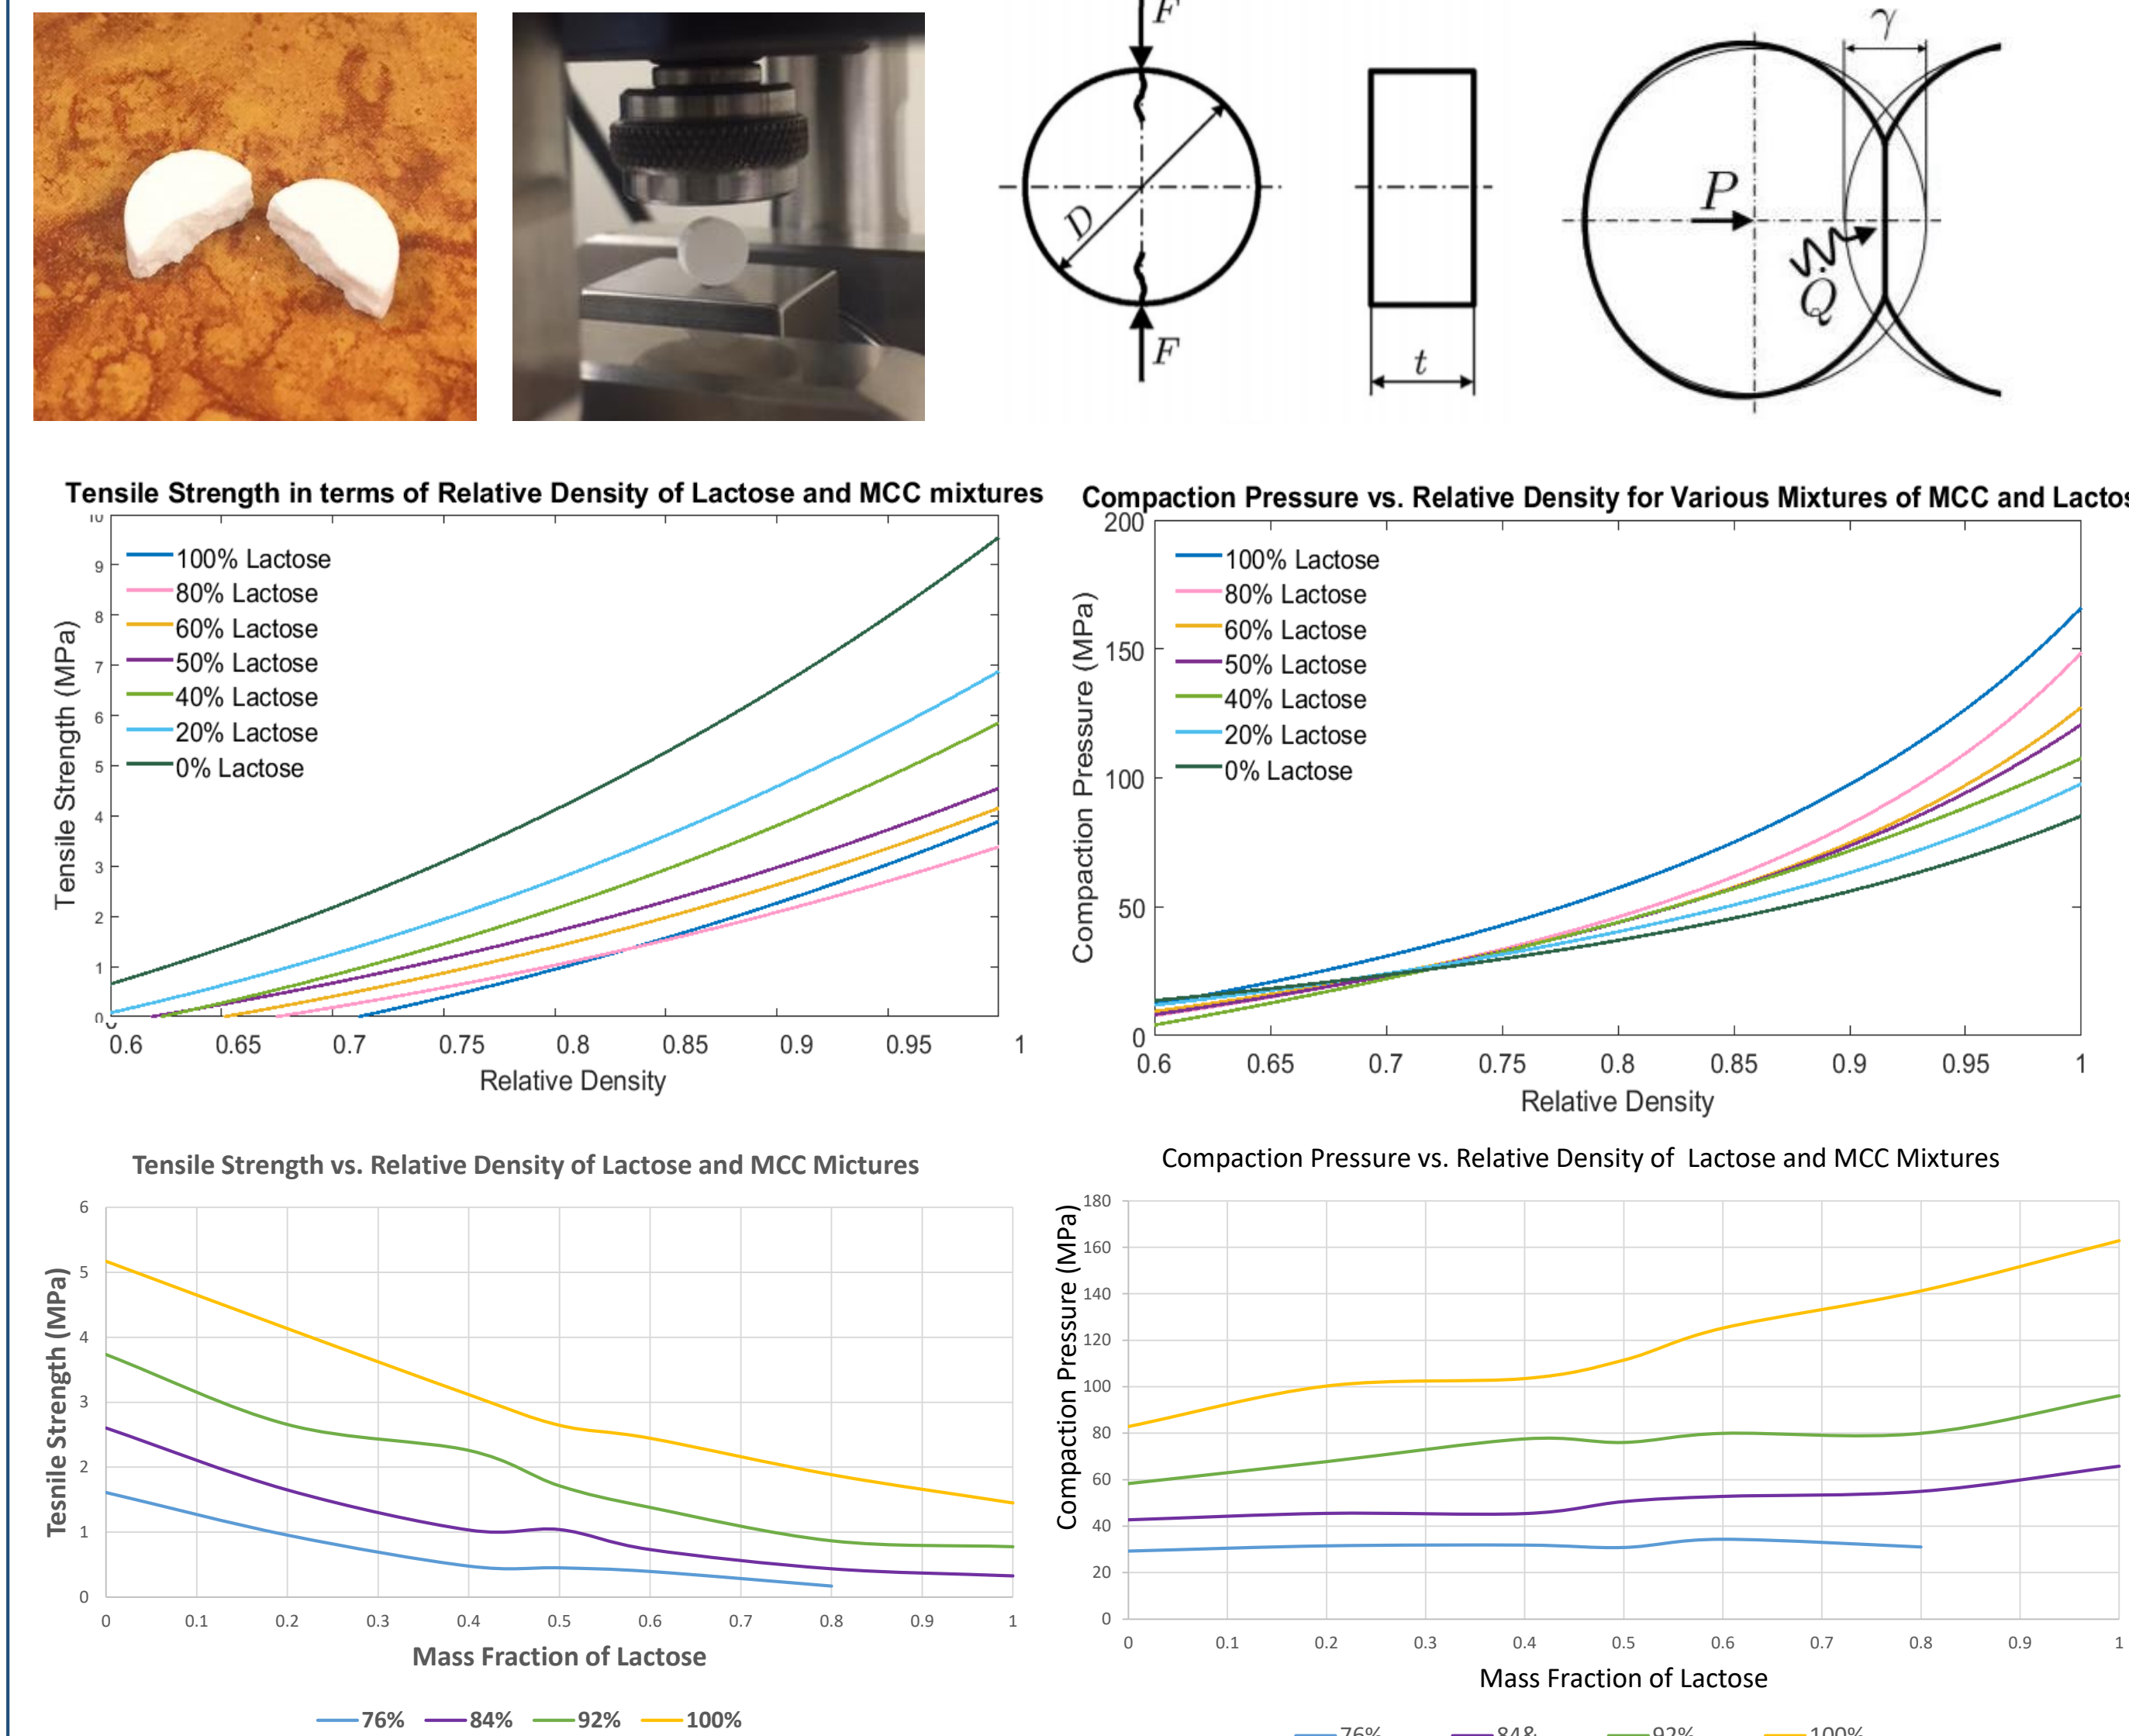 F
D
F
t
P
Q
γ
Tensile Strength in terms of Relative Density of Lactose and MCC mixtures
Tensile Strength (MPa)
10
9
8
7
6
5
4
3
2
1
0
100% Lactose
80% Lactose
60% Lactose
50% Lactose
40% Lactose
20% Lactose
0% Lactose
0.6 0.65 0.7 0.75 0.8 0.85 0.9 0.95 1
Relative Density
Compaction Pressure vs. Relative Density for Various Mixtures of MCC and Lactos
Compaction Pressure (MPa)
200
150
100
50
0
100% Lactose
80% Lactose
60% Lactose
50% Lactose
40% Lactose
20% Lactose
0% Lactose
0.6 0.65 0.7 0.75 0.8 0.85 0.9 0.95 1
Relative Density
Tensile Strength vs. Relative Density of Lactose and MCC Mictures
Tesnile Strength (MPa)
6
5
4
3
2
1
0
0 0.1 0.2 0.3 0.4 0.5 0.6 0.7 0.8 0.9 1
Mass Fraction of Lactose
76% 84% 92% 100%
Compaction Pressure vs. Relative Density of Lactose and MCC Mixtures
Compaction Pressure (MPa)
180
160
140
120
100
80
60
40
20
0
0 0.1 0.2 0.3 0.4 0.5 0.6 0.7 0.8 0.9 1
Mass Fraction of Lactose
76% 84& 92% 100%